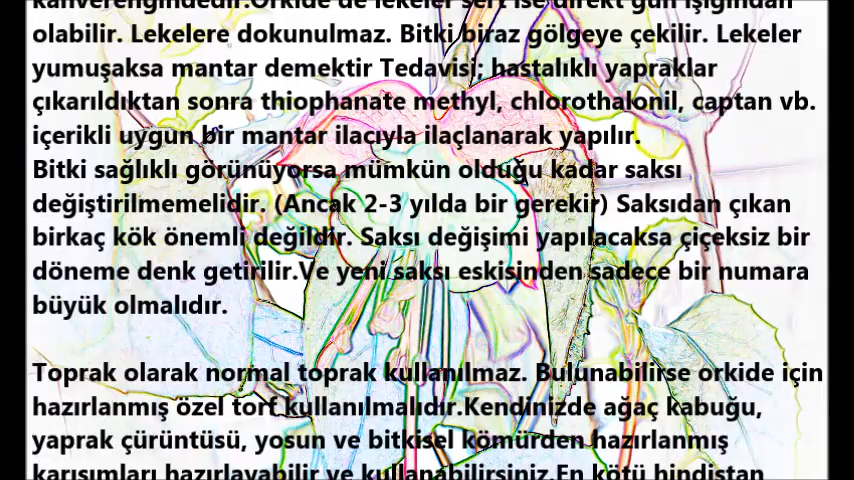 kahverengindedir.Orkide de lekeler sert ise direkt gün ışığından
olabilir. Lekelere dokunulmaz. Bitki biraz gölgeye çekilir. Lekeler
yumuşaksa mantar demektir Tedavisi; hastalıklı yapraklar
çıkarıldıktan sonra thiophanate methyl, chlorothalonil, captan vb.
içerikli uygun bir mantar ilacıyla ilaçlanarak yapılır.
Bitki sağlıklı görünüyorsa mümkün olduğu kadar saksı
değiştirilmemelidir. (Ancak 2-3 yılda bir gerekir) Saksıdan çıkan
birkaç kök önemli değildir. Saksı değişimi yapılacaksa çiçeksiz bir
döneme denk getirilir.Ve yeni saksı eskisinden sadece bir numara
büyük olmalıdır.
Toprak olarak normal toprak kullanılmaz. Bulunabilirse orkide için
hazırlanmış özel torf kullanılmalıdır.Kendinizde ağaç kabuğu,
yaprak çürüntüsü, yosun ve bitkisel kömürden hazırlanmış
karışımları hazırlayabilir ve kullanabilirsiniz.En kötü hindistan